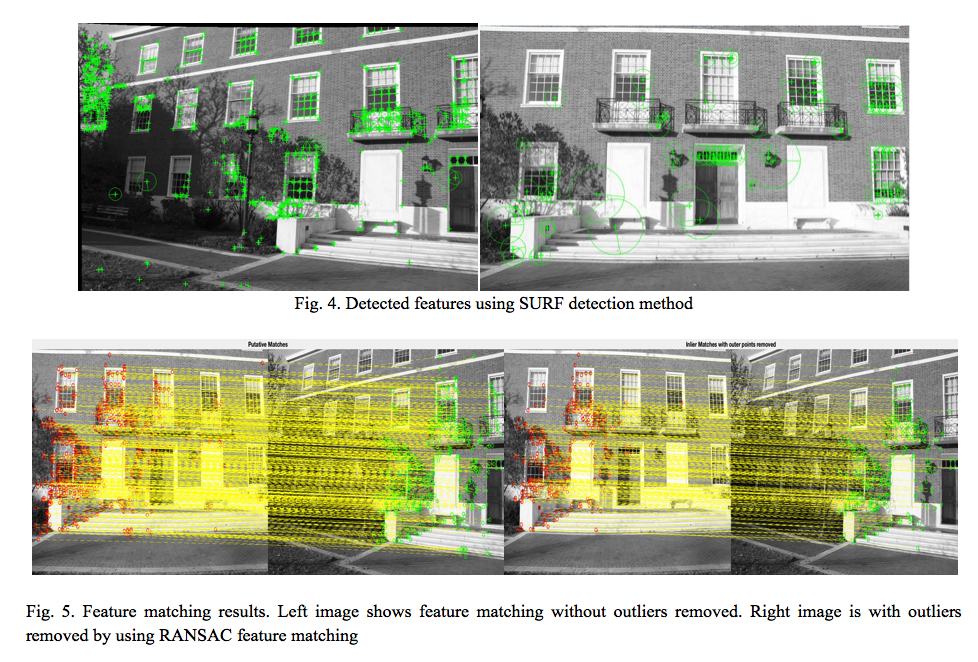 Fig. 4. Detected features using SURF detection method
Putative Matches
Inlier Matches with outer points removed
Fig. 5. Feature matching results. Left image shows feature matching without outliers removed. Right image is with outliers
removed by using RANSAC feature matching